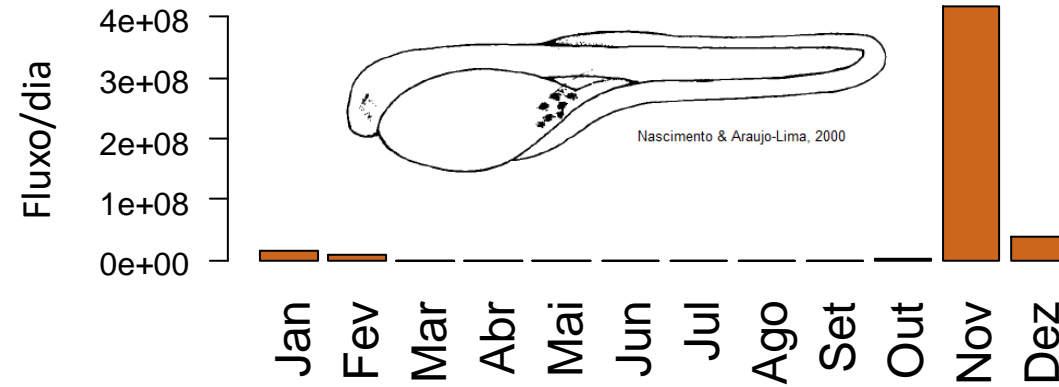 Fluxo/dia
4e+08
3e+08
2e+08
1e+08
0e+00
Nascimento & Araujo-Lima, 2000
Jan
Fev
Mar
Abr
Mai
Jun
Jul
Ago
Set
Out
Nov
Dez